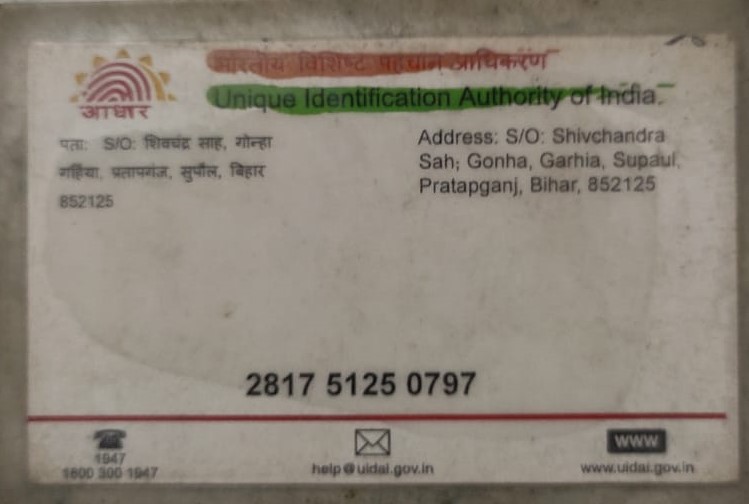 भारतीय विशिष्ट पहचान प्राधिकरण
Unique Identification Authority of India
आधार
पता: S/O: शिवचंद्र साह, गोन्हा
गर्हिया, प्रतापगंज, सुपौल, बिहार
852125
Address: S/O: Shivchandra
Sah; Gonha, Garhia, Supaul,
Pratapganj, Bihar, 852125
2817 5125 0797
1947
1800 300 1947
help@uidai.gov.in
www
www.uidai.gov.in